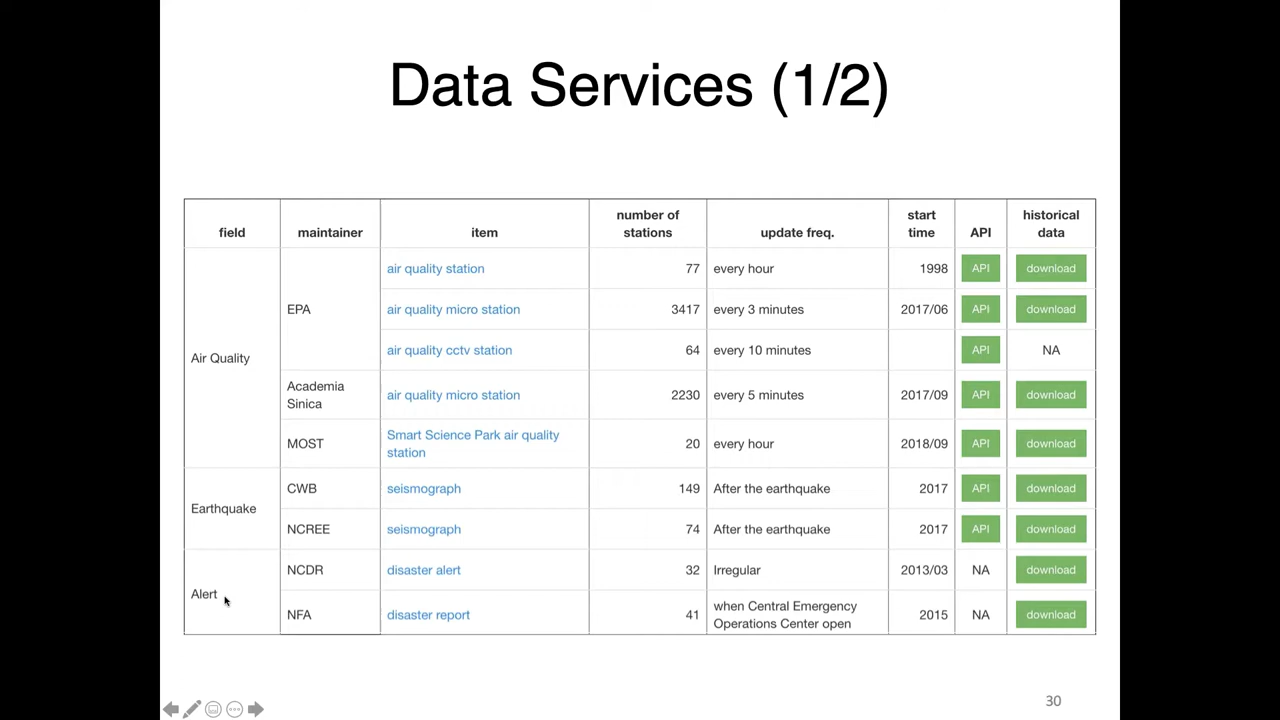 Data Services (1/2)
field maintainer item number of stations update freq. start time API historical data
Air Quality EPA air quality station 77 every hour 1998 API download
air quality micro station 3417 every 3 minutes 2017/06 API download
air quality cctv station 64 every 10 minutes API NA
Academia Sinica air quality micro station 2230 every 5 minutes 2017/09 API download
MOST Smart Science Park air quality station 20 every hour 2018/09 API download
Earthquake CWB seismograph 149 After the earthquake 2017 API download
NCREE seismograph 74 After the earthquake 2017 API download
Alert NCDR disaster alert 32 Irregular 2013/03 NA download
NFA disaster report 41 when Central Emergency Operations Center open 2015 NA download
30